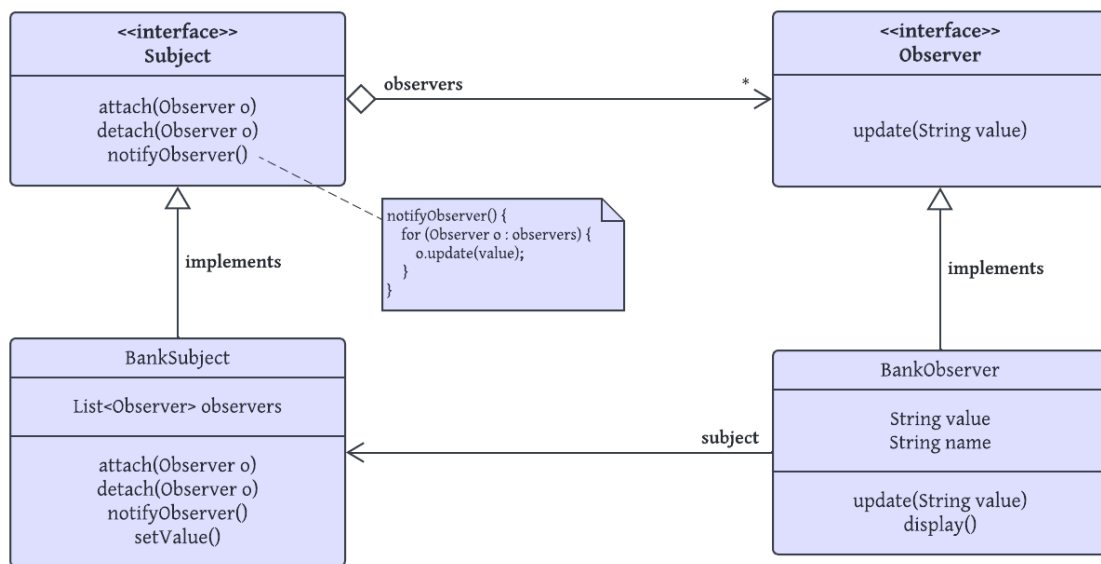 <<interface>>
Subject
attach(Observer o)
detach(Observer o)
notifyObserver()
observers
*
<<interface>>
Observer
update(String value)
notifyObserver() {
for (Observer o : observers) {
o.update(value);
}
}
implements
implements
BankSubject
List<Observer> observers
attach(Observer o)
detach(Observer o)
notifyObserver()
setValue()
subject
BankObserver
String value
String name
update(String value)
display()